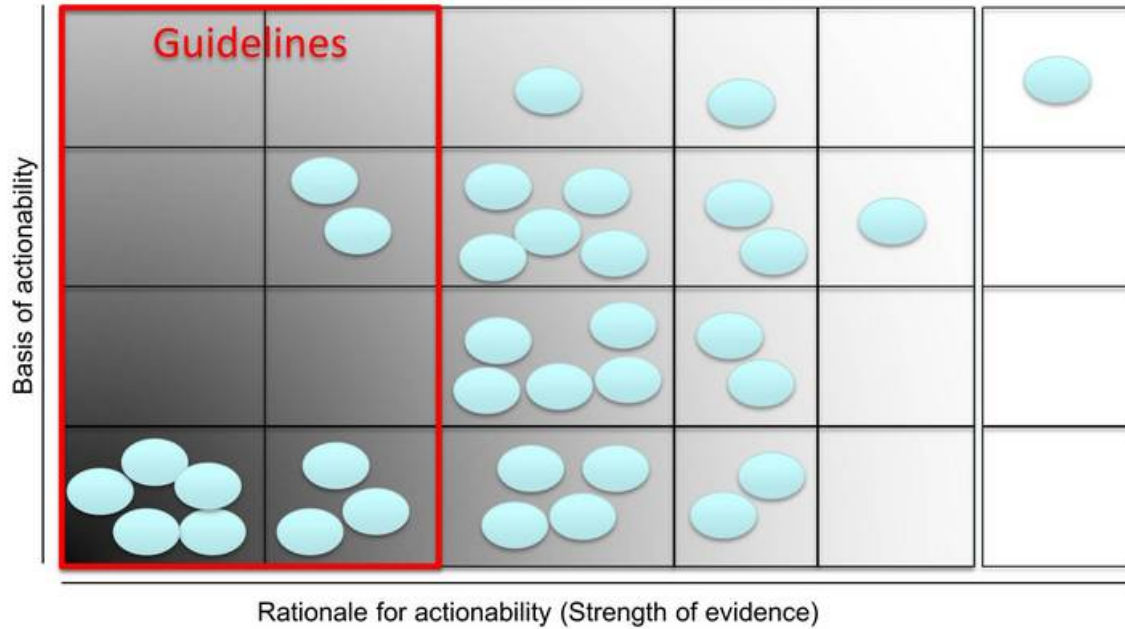 Guidelines
Basis of actionability
Rationale for actionability (Strength of evidence)